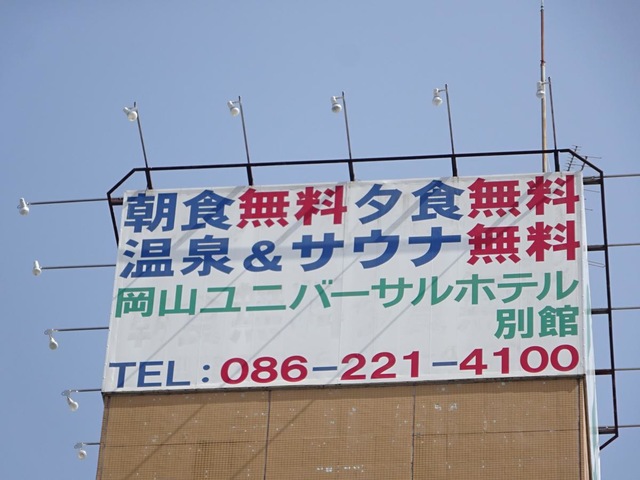 朝食無料夕食無料
温泉&サウナ無料
岡山ユニバーサルホテル
別館
TEL:086-221-4100